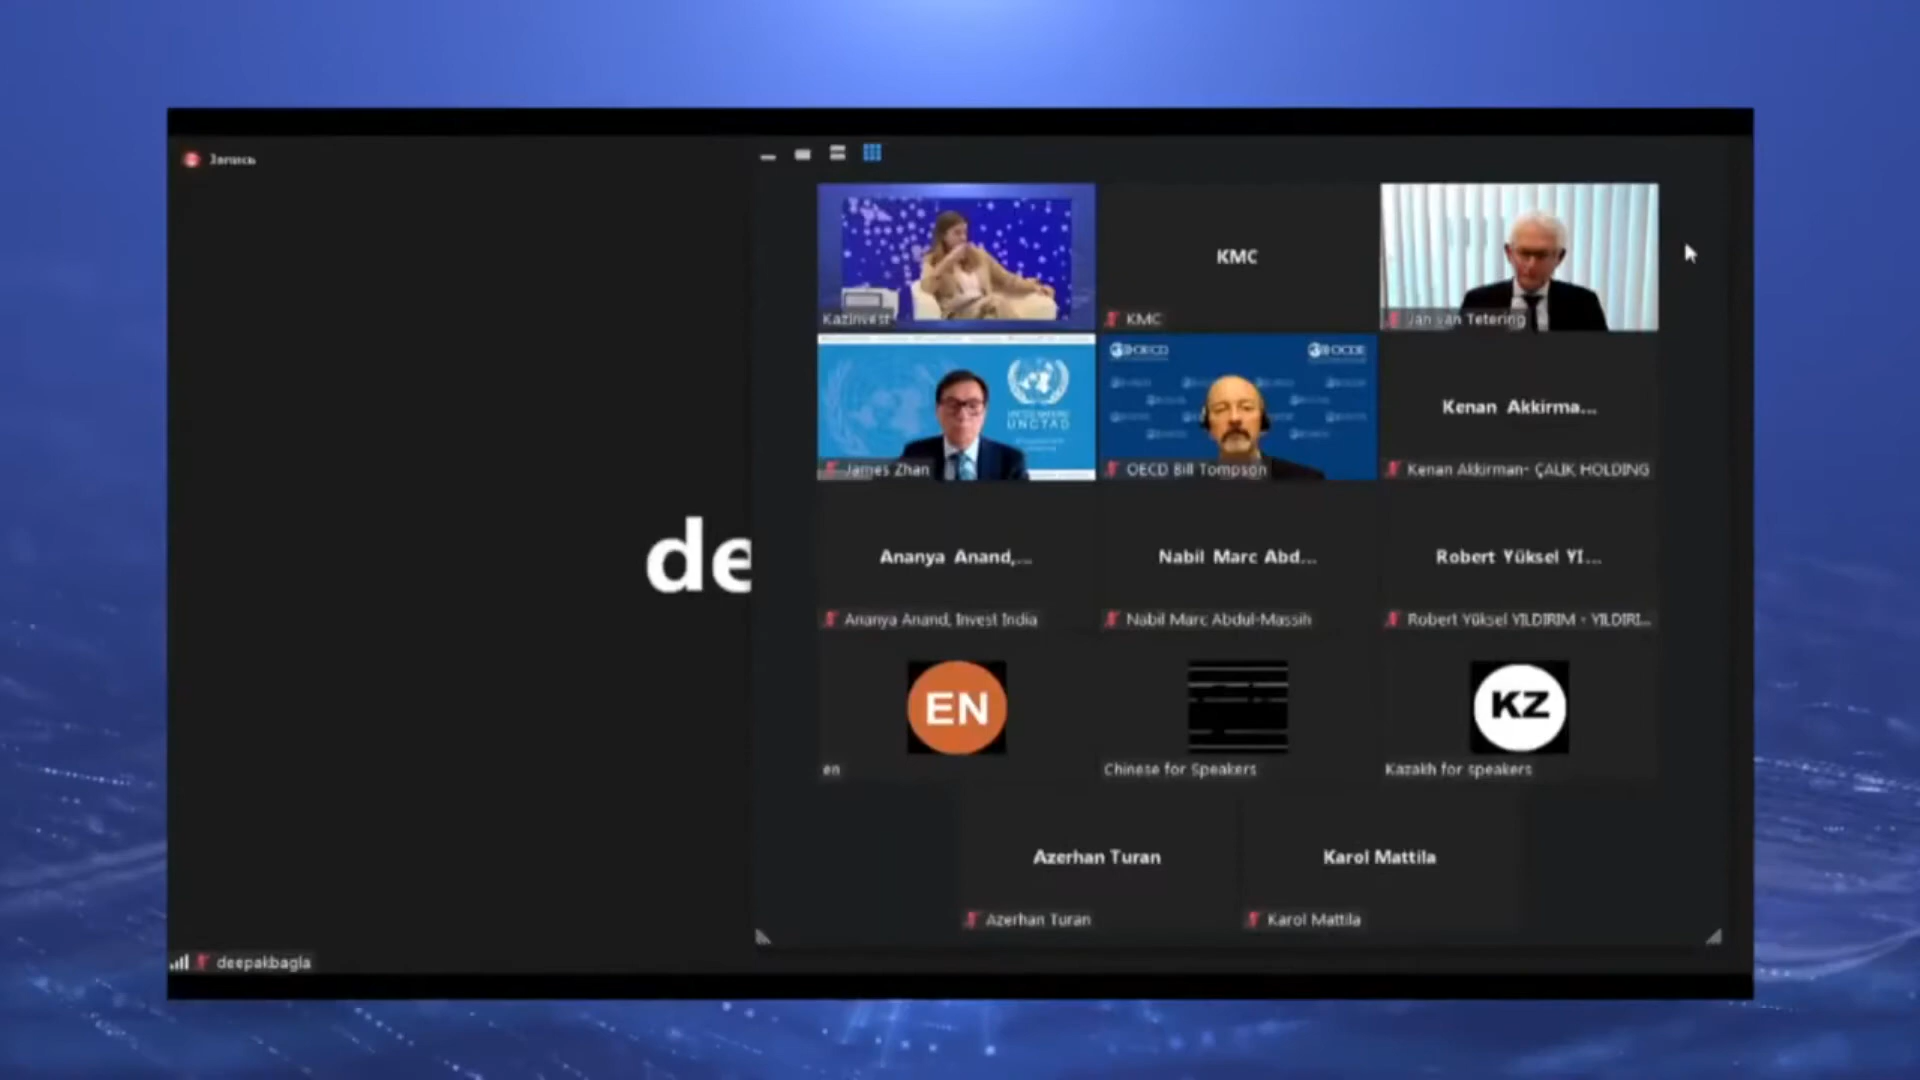 Запись
de
deepakbagla
Kazinvest
KMC
KMC
Jan van Tetering
UNCTAD
James Zhan
OECD
OCDE
OECD Bill Tompson
Kenan Akkirma...
Kenan Akkirman- ÇALIK HOLDING
Ananya Anand,...
Ananya Anand, Invest India
Nabil Marc Abd...
Nabil Marc Abdul-Massih
Robert Yüksel YI...
Robert Yüksel YILDIRIM - YILDIRI...
EN
en
Chinese for Speakers
KZ
Kazakh for speakers
Azerhan Turan
Azerhan Turan
Karol Mattila
Karol Mattila